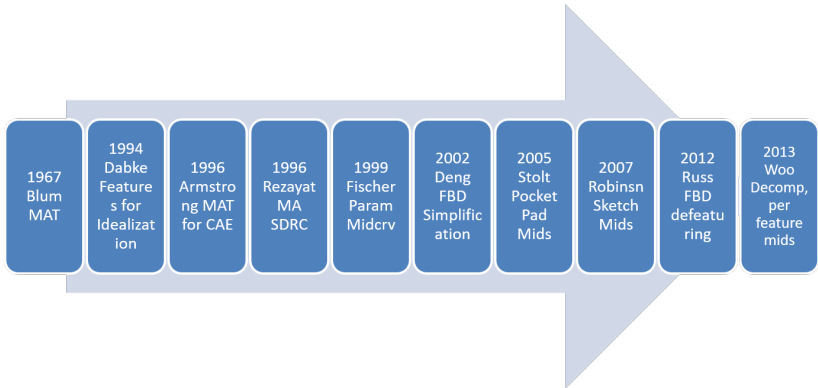 1967
Blum
MAT
1994
Dabke
Feature
s for
Idealizat
ion
1996
Armstro
ng MAT
for CAE
1996
Rezayat
MA
SDRC
1999
Fischer
Param
Midcrv
2002
Deng
FBD
Simplific
ation
2005
Stolt
Pocket
Pad
Mids
2007
Robinsn
Sketch
Mids
2012
Russ
FBD
defeatu
ring
2013
Woo
Decomp,
per
feature
mids